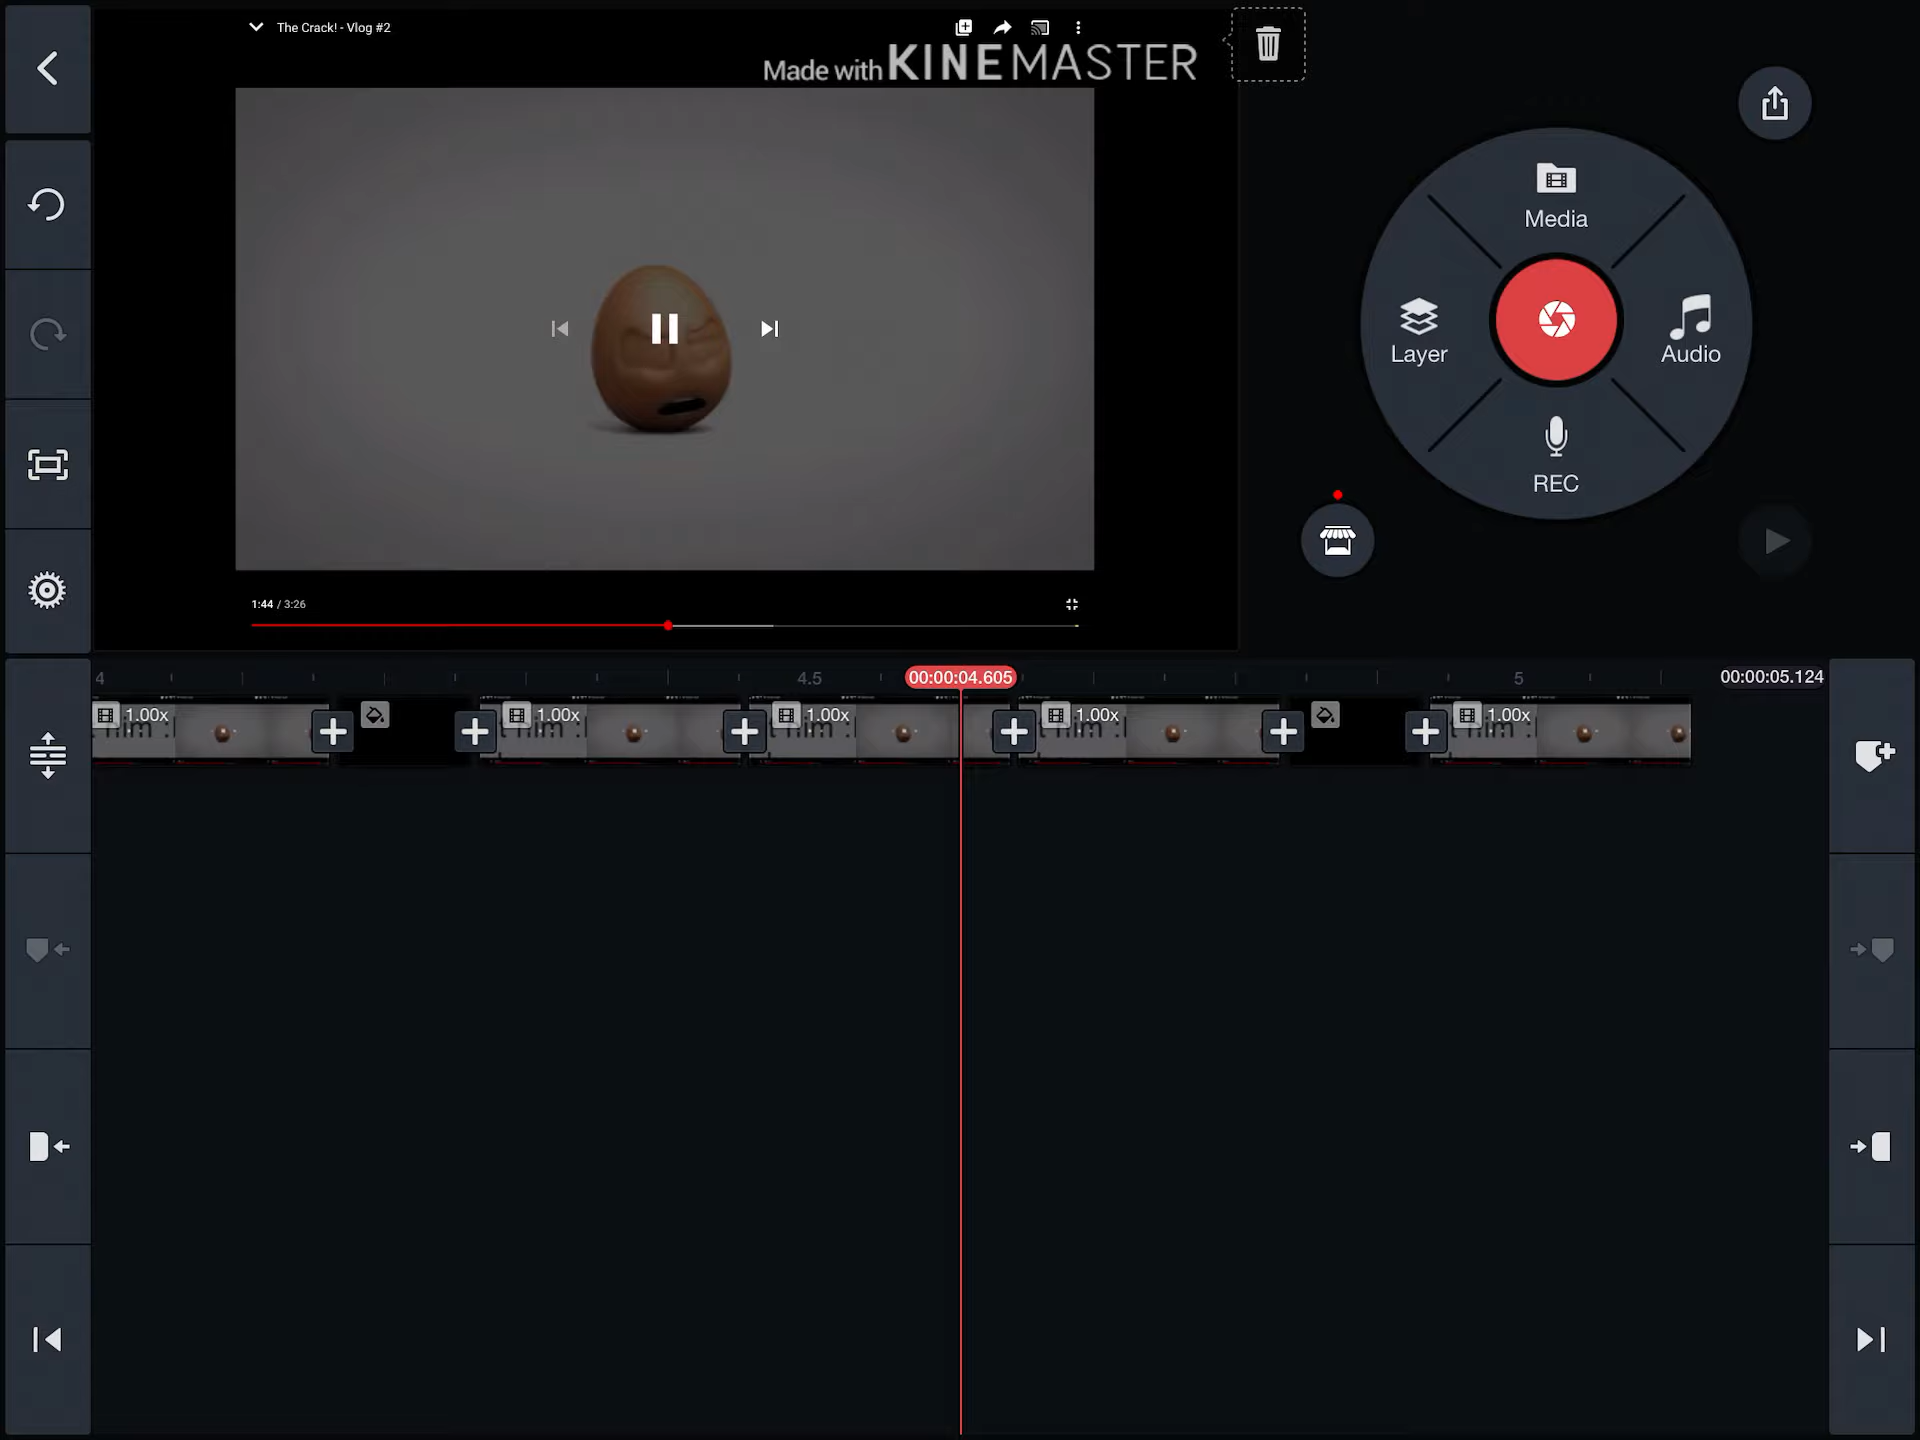 The Crack! - Vlog #2
Made with KINEMASTER
Media
Layer
Audio
REC
1:44 / 3:26
4
4.5
00:00:04.605
5
00:00:05.124
1.00x
1.00x
1.00x
1.00x
1.00x